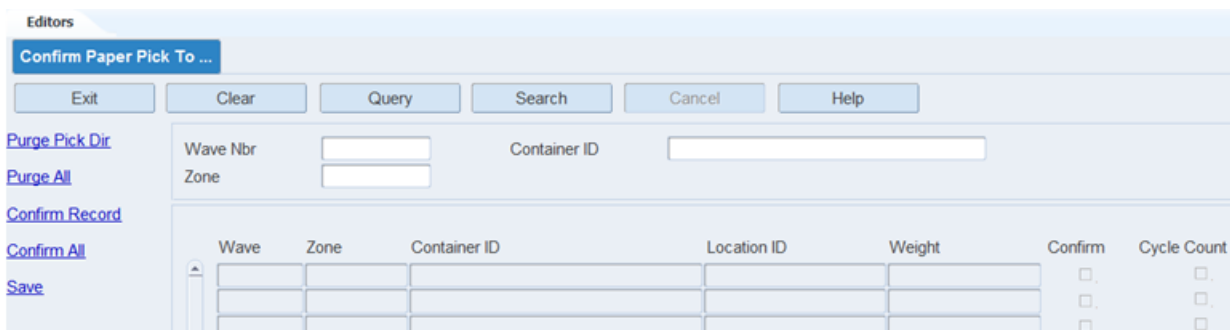 Editors
Confirm Paper Pick To ...
Exit Clear Query Search Cancel Help
Purge Pick Dir
Purge All
Confirm Record
Confirm All
Save
Wave Nbr Container ID
Zone
Wave Zone Container ID Location ID Weight Confirm Cycle Count